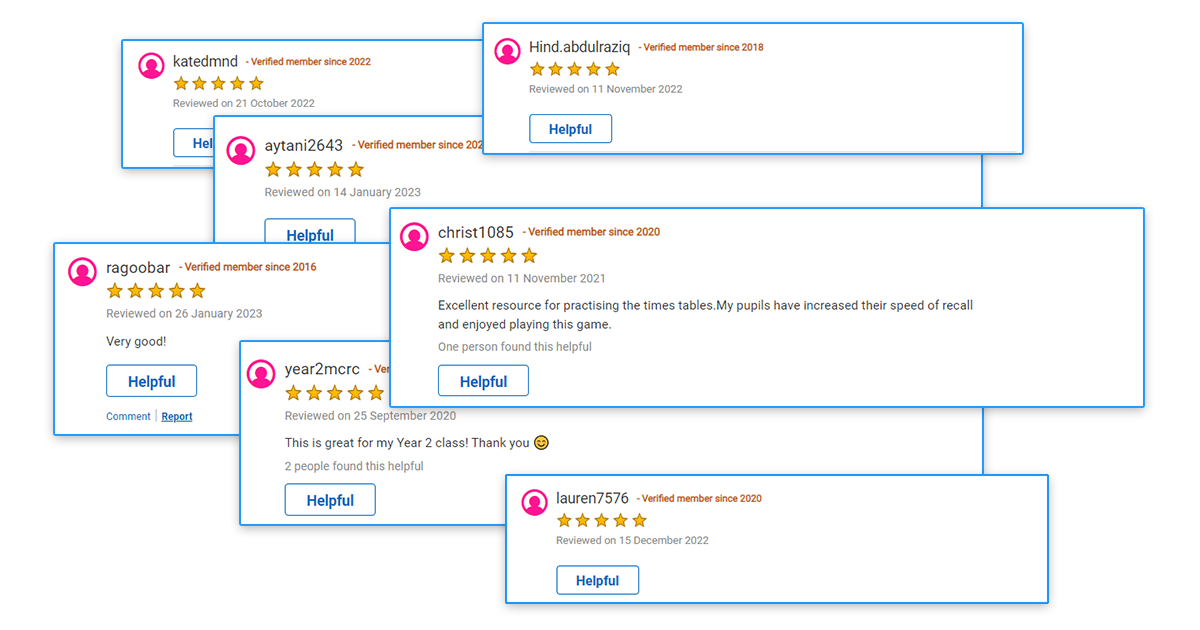 katedmnd - Verified member since 2022
Reviewed on 21 October 2022
Hind.abdulraziq - Verified member since 2018
Reviewed on 11 November 2022
Helpful
aytani2643 - Verified member since
Reviewed on 14 January 2023
Helpful
christ1085 - Verified member since 2020
Reviewed on 11 November 2021
Excellent resource for practising the times tables.My pupils have increased their speed of recall
and enjoyed playing this game.
One person found this helpful
Helpful
ragoobar - Verified member since 2016
Reviewed on 26 January 2023
Very good!
Helpful
Comment | Report
year2mcrc
Reviewed on 25 September 2020
This is great for my Year 2 class! Thank you 😊
2 people found this helpful
Helpful
lauren7576 - Verified member since 2020
Reviewed on 15 December 2022
Helpful